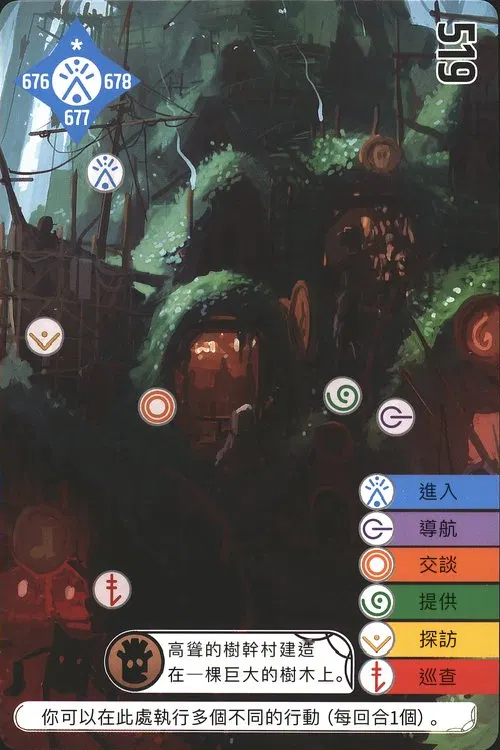 519
*
676 678
677
進入
導航
交談
提供
探訪
巡查
高聳的樹幹村建造
在一棵巨大的樹木上。
你可以在此處執行多個不同的行動 (每回合1個) 。